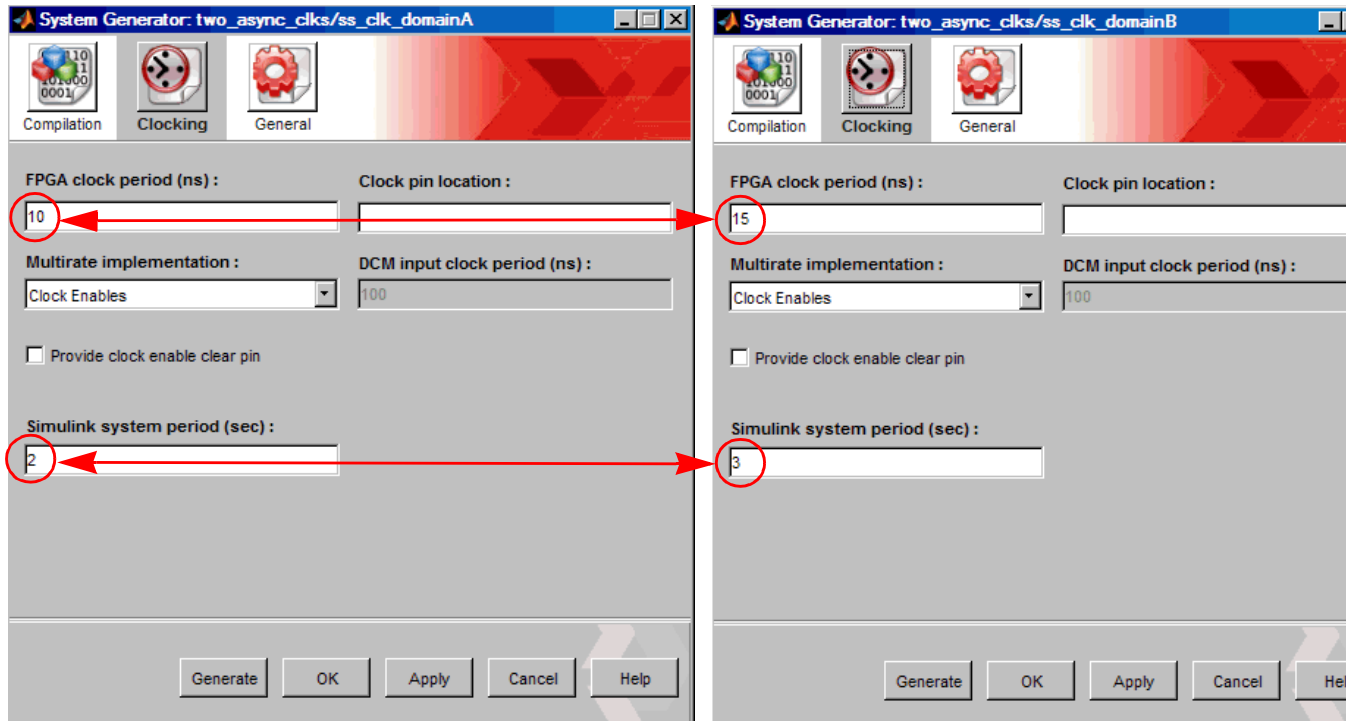 System Generator: two_async_clks/ss_clk_domainA
Compilation
Clocking
General
FPGA clock period (ns) :
Clock pin location :
10
Multirate implementation :
DCM input clock period (ns) :
Clock Enables
100
Provide clock enable clear pin
Simulink system period (sec) :
2
Generate
OK
Apply
Cancel
Help
System Generator: two_async_clks/ss_clk_domainB
Compilation
Clocking
General
FPGA clock period (ns) :
Clock pin location :
15
Multirate implementation :
DCM input clock period (ns) :
Clock Enables
100
Provide clock enable clear pin
Simulink system period (sec) :
3
Generate
OK
Apply
Cancel